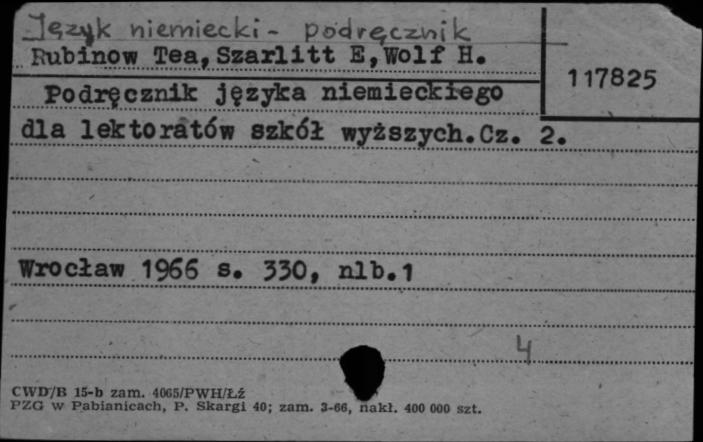 Język niemiecki - podręcznik
Rubinow Tea, Szarlitt E, Wolf H.
117825
Podręcznik języka niemieckiego
dla lektoratów szkół wyższych. Cz. 2.
Wrocław 1966 s. 330, nlb. 1
4
CWD/B 15-b zam. 4065/PWH/Łż
PZG w Pabianicach, P. Skargi 40; zam. 3-66, nakł. 400 000 szt.